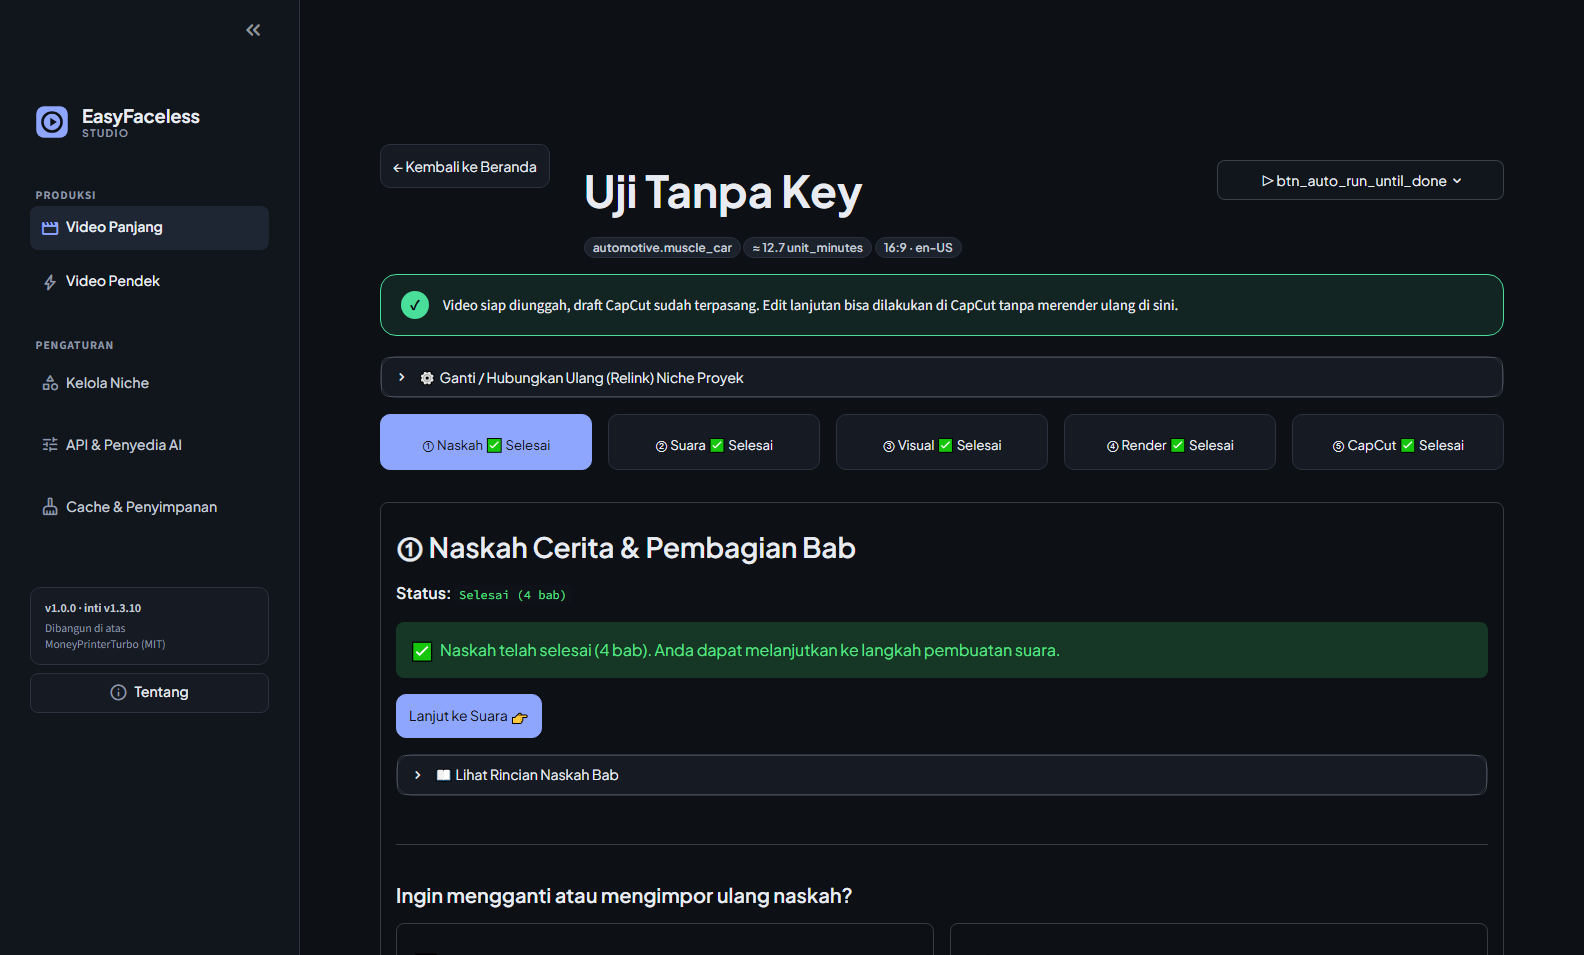 EasyFaceless
STUDIO
PRODUKSI
Video Panjang
Video Pendek
PENGATURAN
Kelola Niche
API & Penyedia AI
Cache & Penyimpanan
v1.0.0 · inti v1.3.10
Dibangun di atas
MoneyPrinterTurbo (MIT)
Tentang
← Kembali ke Beranda
Uji Tanpa Key
▷ btn_auto_run_until_done
automotive.muscle_car
≈ 12.7 unit_minutes
16:9 · en-US
Video siap diunggah, draft CapCut sudah terpasang. Edit lanjutan bisa dilakukan di CapCut tanpa merender ulang di sini.
⚙ Ganti / Hubungkan Ulang (Relink) Niche Proyek
① Naskah ✅ Selesai
② Suara ✅ Selesai
③ Visual ✅ Selesai
④ Render ✅ Selesai
⑤ CapCut ✅ Selesai
① Naskah Cerita & Pembagian Bab
Status: Selesai (4 bab)
✅ Naskah telah selesai (4 bab). Anda dapat melanjutkan ke langkah pembuatan suara.
Lanjut ke Suara 👉
📖 Lihat Rincian Naskah Bab
Ingin mengganti atau mengimpor ulang naskah?